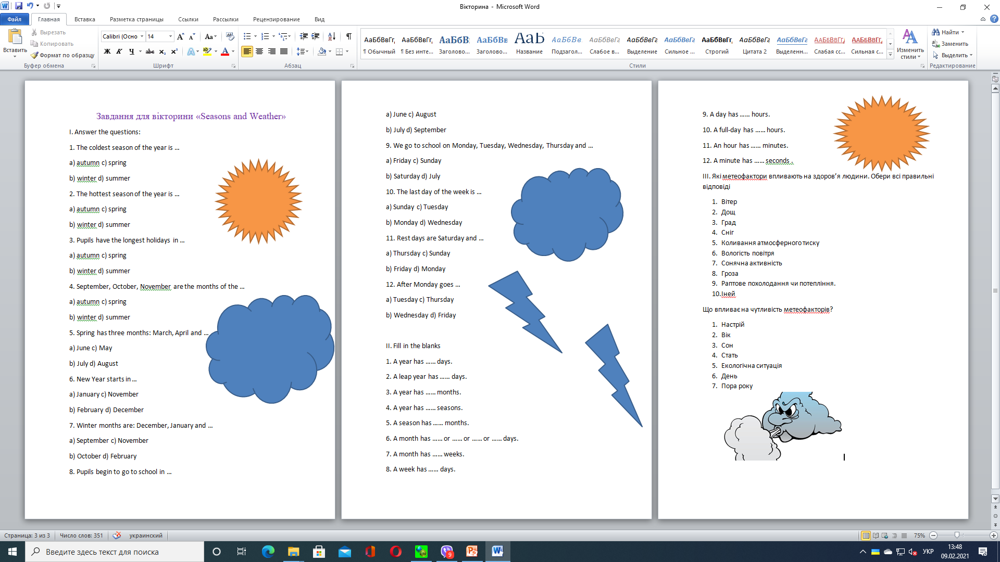 Вікторина - Microsoft Word
Файл
Главная
Вставка
Разметка страницы
Ссылки
Рассылки
Рецензирование
Вид
Вставить
Вырезать
Копировать
Формат по образцу
Буфер обмена
Calibri (Осно
14
Шрифт
Абзац
АаБбВвГг, АаБбВвГг, АаБбВ АаБбВв АаБ АаБбВв. АаБбВвГг АаБбВвГг АаБбВвГг АаБбВвГг, АаБбВвГг АаБбВвГг ААББВВГГ, ААББВВГГ,
¶ Обычный
¶ Без инте...
Заголово...
Заголово...
Название
Подзагол...
Слабое в...
Выделение
Сильное ...
Строгий
Цитата 2
Выделенн...
Слабая сс...
Сильная с...
Стили
Изменить стили
Найти
Заменить
Выделить
Редактирование
Завдання для вікторини «Seasons and Weather»
I. Answer the questions:
1. The coldest season of the year is ...
a) autumn c) spring
b) winter d) summer
2. The hottest season of the year is ...
a) autumn c) spring
b) winter d) summer
3. Pupils have the longest holidays in ...
a) autumn c) spring
b) winter d) summer
4. September, October, November are the months of the ...
a) autumn c) spring
b) winter d) summer
5. Spring has three months: March, April and ...
a) June c) May
b) July d) August
6. New Year starts in ...
a) January c) November
b) February d) December
7. Winter months are: December, January and ...
a) September c) November
b) October d) February
8. Pupils begin to go to school in ...
a) June c) August
b) July d) September
9. We go to school on Monday, Tuesday, Wednesday, Thursday and ...
a) Friday c) Sunday
b) Saturday d) July
10. The last day of the week is ...
a) Sunday c) Tuesday
b) Monday d) Wednesday
11. Rest days are Saturday and ...
a) Thursday c) Sunday
b) Friday d) Monday
12. After Monday goes ...
a) Tuesday c) Thursday
b) Wednesday d) Friday
II. Fill in the blanks
1. A year has ...... days.
2. A leap year has ...... days.
3. A year has ...... months.
4. A year has ...... seasons.
5. A season has ...... months.
6. A month has ...... or ...... or ...... or ...... days.
7. A month has ...... weeks.
8. A week has ...... days.
9. A day has ...... hours.
10. A full-day has ...... hours.
11. An hour has ...... minutes.
12. A minute has ...... seconds .
III. Які метеофактори впливають на здоров’я людини. Обери всі правильні
відповіді
1. Вітер
2. Дощ
3. Град
4. Сніг
5. Коливання атмосферного тиску
6. Вологість повітря
7. Сонячна активність
8. Гроза
9. Раптове похолодання чи потепління.
10. Іней
Що впливає на чутливість метеофакторів?
1. Настрій
2. Вік
3. Сон
4. Стать
5. Екологічна ситуація
6. День
7. Пора року
Страница: 3 из 3
Число слов: 351
украинский
75%
Введите здесь текст для поиска
9
УКР
13:48
09.02.2021